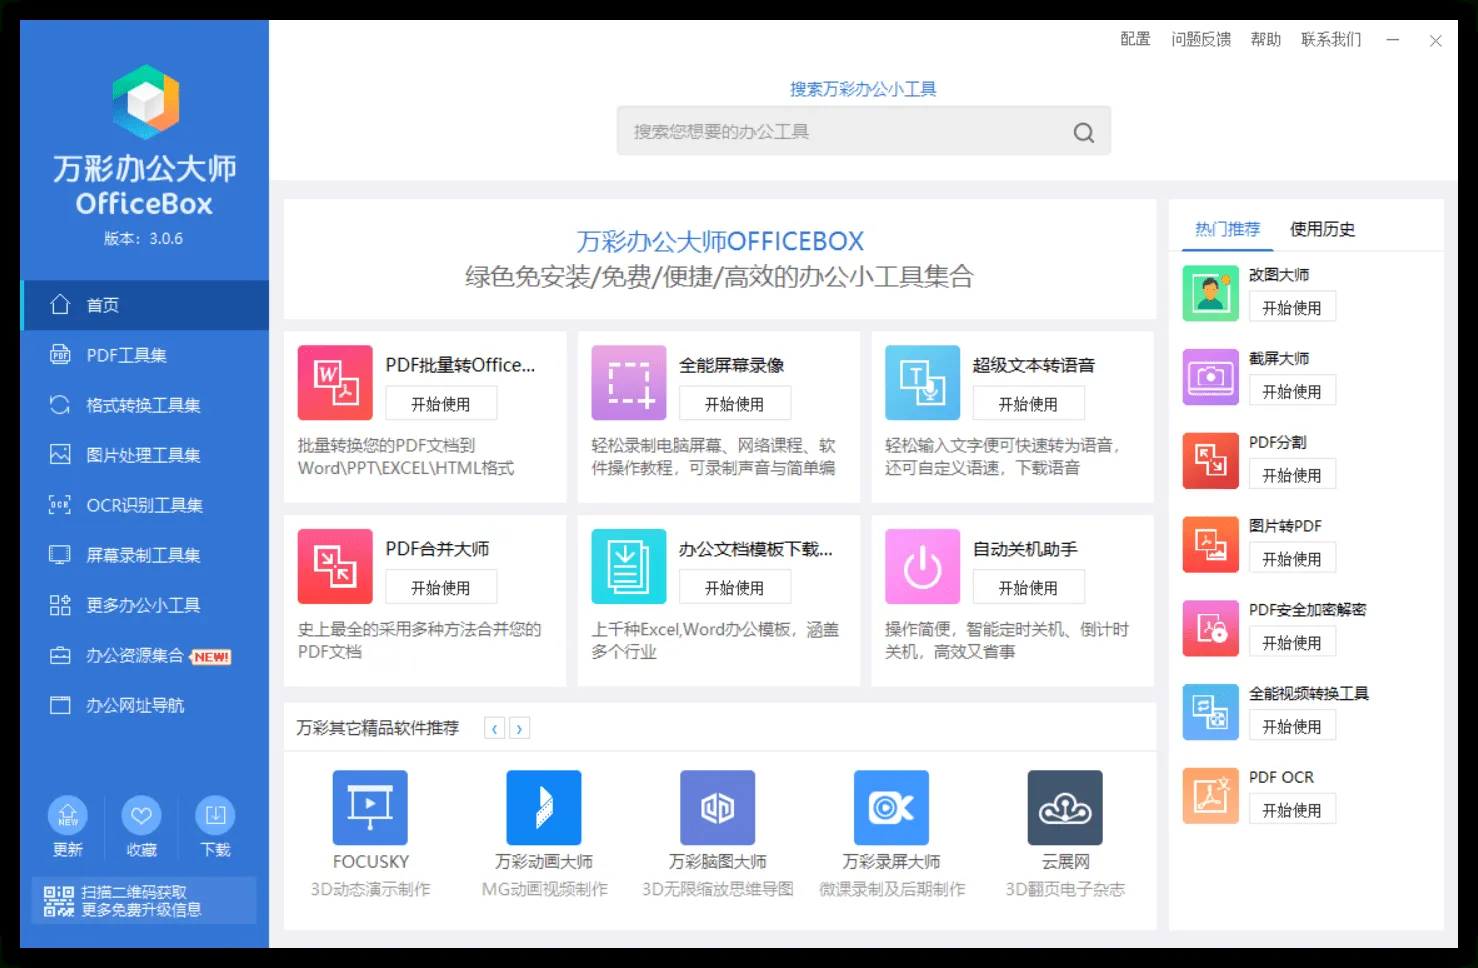 配置 问题反馈 帮助 联系我们
万彩办公大师
OfficeBox
版本：3.0.6
首页
PDF工具集
格式转换工具集
图片处理工具集
OCR识别工具集
屏幕录制工具集
更多办公小工具
办公资源集合 NEW!
办公网址导航
NEW
更新
收藏
下载
扫描二维码获取
更多免费升级信息
搜索万彩办公小工具
搜索您想要的办公工具
万彩办公大师OFFICEBOX
绿色免安装/免费/便捷/高效的办公小工具集合
PDF批量转Office...
开始使用
批量转换您的PDF文档到
Word\PPT\EXCEL\HTML格式
全能屏幕录像
开始使用
轻松录制电脑屏幕、网络课程、软
件操作教程，可录制声音与简单编
超级文本转语音
开始使用
轻松输入文字便可快速转为语音，
还可自定义语速，下载语音
PDF合并大师
开始使用
史上最全的采用多种方法合并您的
PDF文档
办公文档模板下载...
开始使用
上千种Excel,Word办公模板，涵盖
多个行业
自动关机助手
开始使用
操作简便，智能定时关机、倒计时
关机，高效又省事
万彩其它精品软件推荐
FOCUSKY
3D动态演示制作
万彩动画大师
MG动画视频制作
万彩脑图大师
3D无限缩放思维导图
万彩录屏大师
微课录制及后期制作
云展网
3D翻页电子杂志
热门推荐 使用历史
改图大师
开始使用
截屏大师
开始使用
PDF分割
开始使用
图片转PDF
开始使用
PDF安全加密解密
开始使用
全能视频转换工具
开始使用
PDF OCR
开始使用